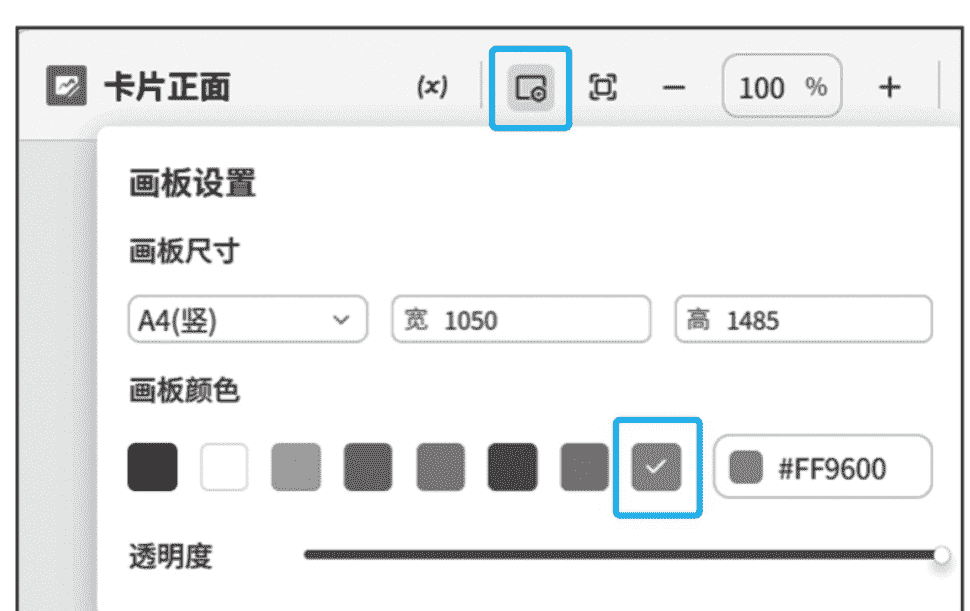 卡片正面 (x) — 100 % +
画板设置
画板尺寸
A4(竖) 宽 1050 高 1485
画板颜色
#FF9600
透明度